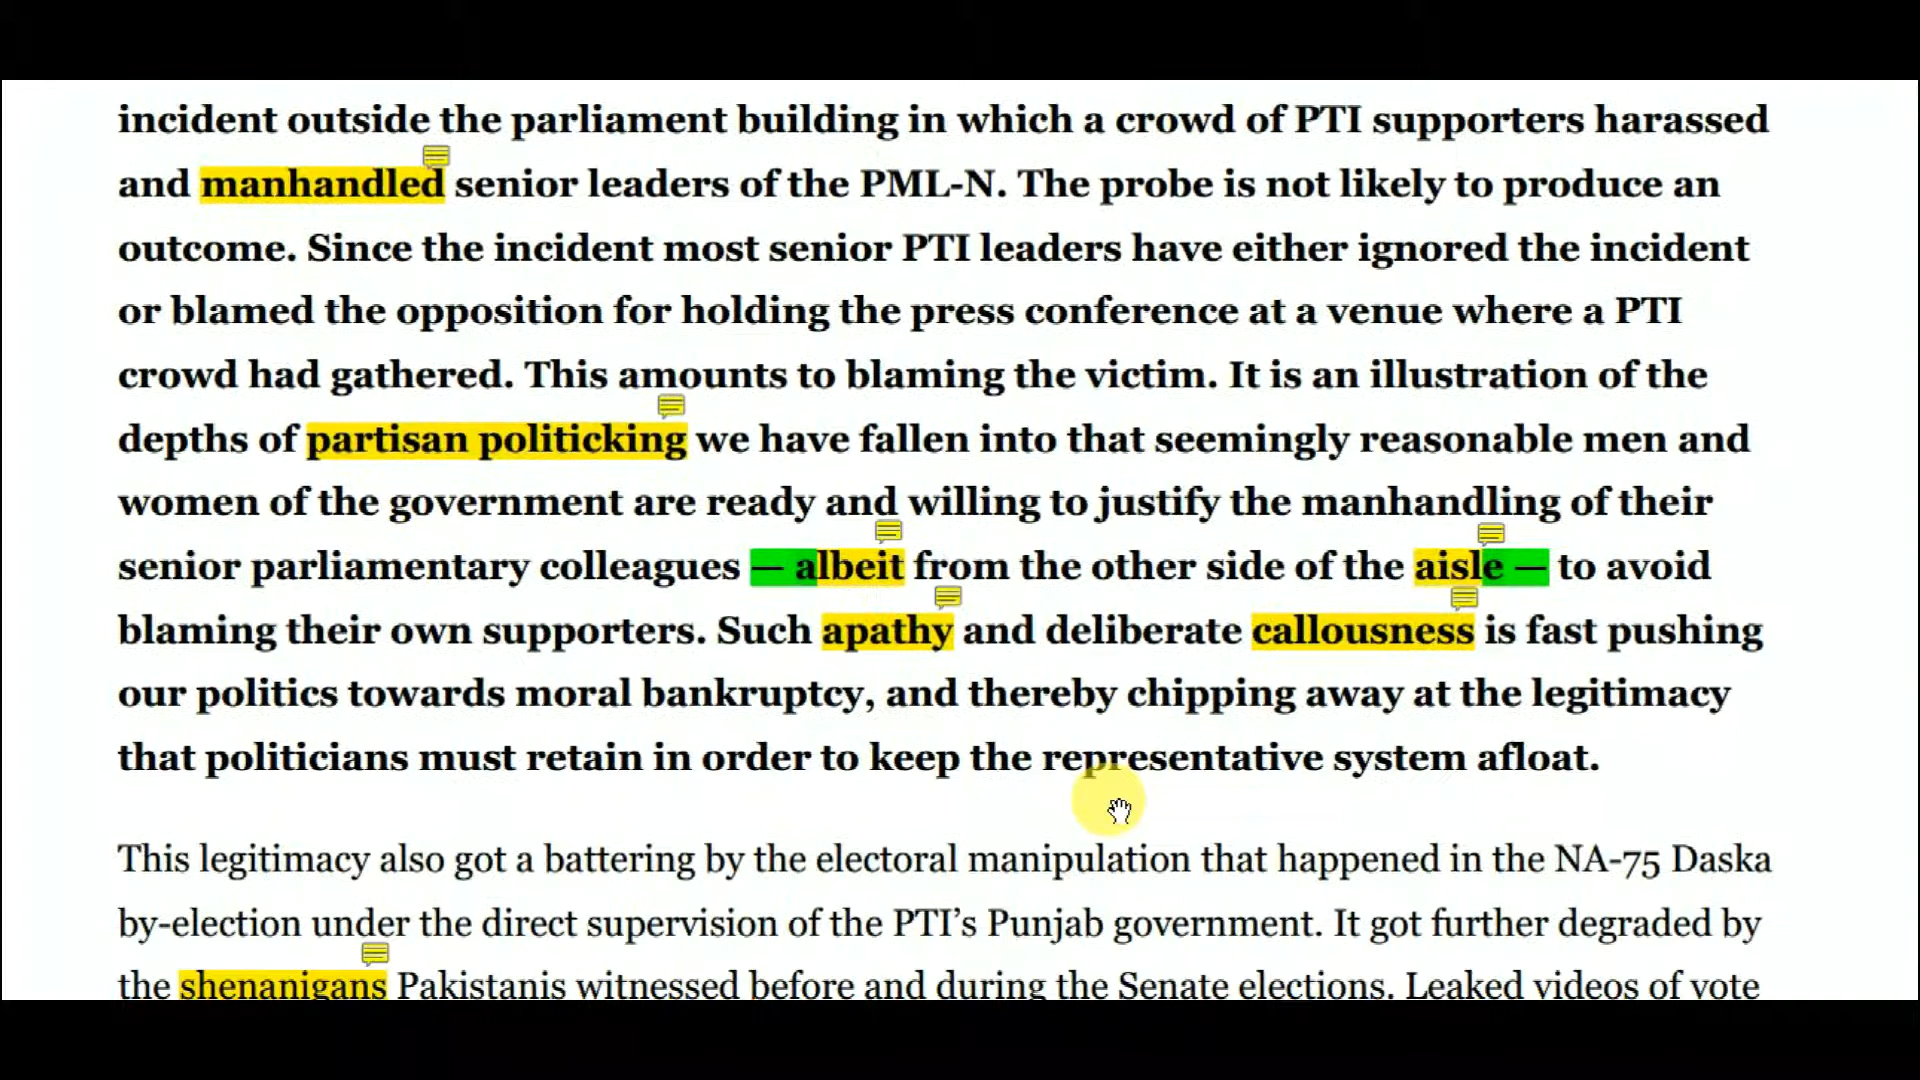 incident outside the parliament building in which a crowd of PTI supporters harassed
and manhandled senior leaders of the PML-N. The probe is not likely to produce an
outcome. Since the incident most senior PTI leaders have either ignored the incident
or blamed the opposition for holding the press conference at a venue where a PTI
crowd had gathered. This amounts to blaming the victim. It is an illustration of the
depths of partisan politicking we have fallen into that seemingly reasonable men and
women of the government are ready and willing to justify the manhandling of their
senior parliamentary colleagues — albeit from the other side of the aisle — to avoid
blaming their own supporters. Such apathy and deliberate callousness is fast pushing
our politics towards moral bankruptcy, and thereby chipping away at the legitimacy
that politicians must retain in order to keep the representative system afloat.
This legitimacy also got a battering by the electoral manipulation that happened in the NA-75 Daska
by-election under the direct supervision of the PTI’s Punjab government. It got further degraded by
the shenanigans Pakistanis witnessed before and during the Senate elections. Leaked videos of vote